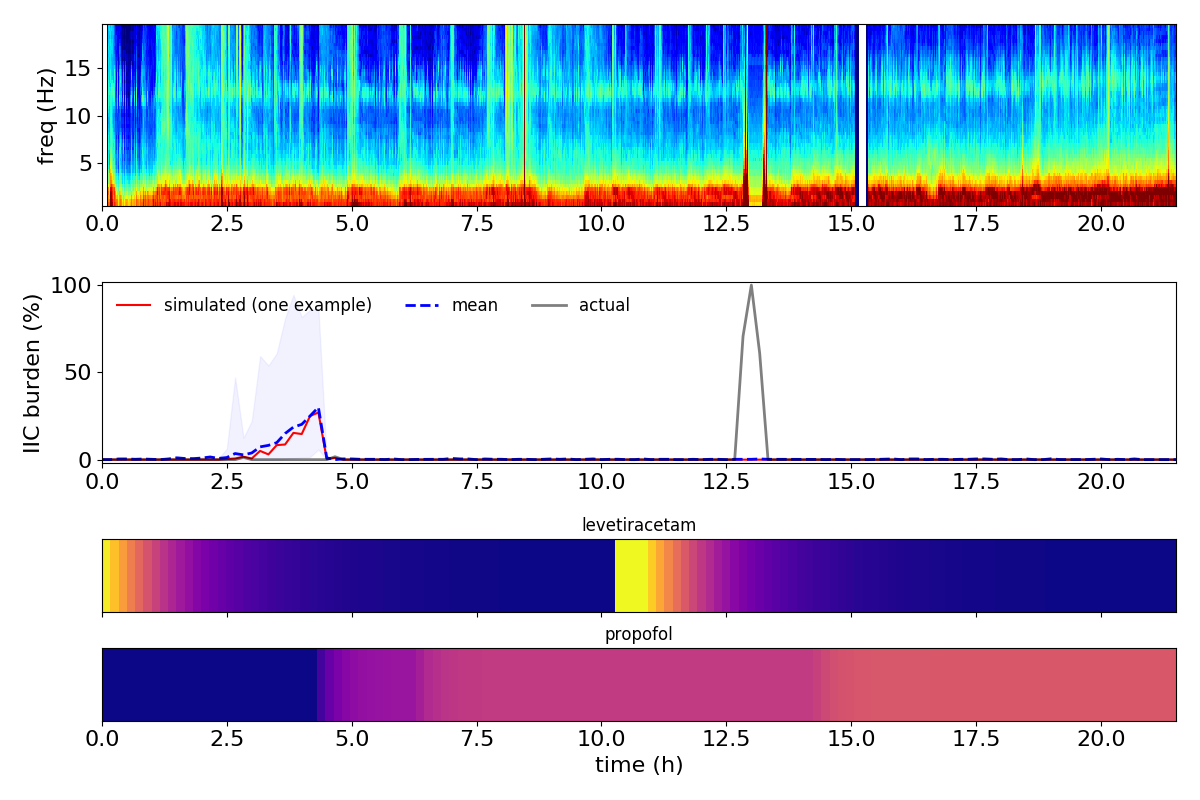 freq (Hz)
15
10
5
0.0 2.5 5.0 7.5 10.0 12.5 15.0 17.5 20.0
IIC burden (%)
100
50
0
simulated (one example) mean actual
0.0 2.5 5.0 7.5 10.0 12.5 15.0 17.5 20.0
levetiracetam
propofol
0.0 2.5 5.0 7.5 10.0 12.5 15.0 17.5 20.0
time (h)